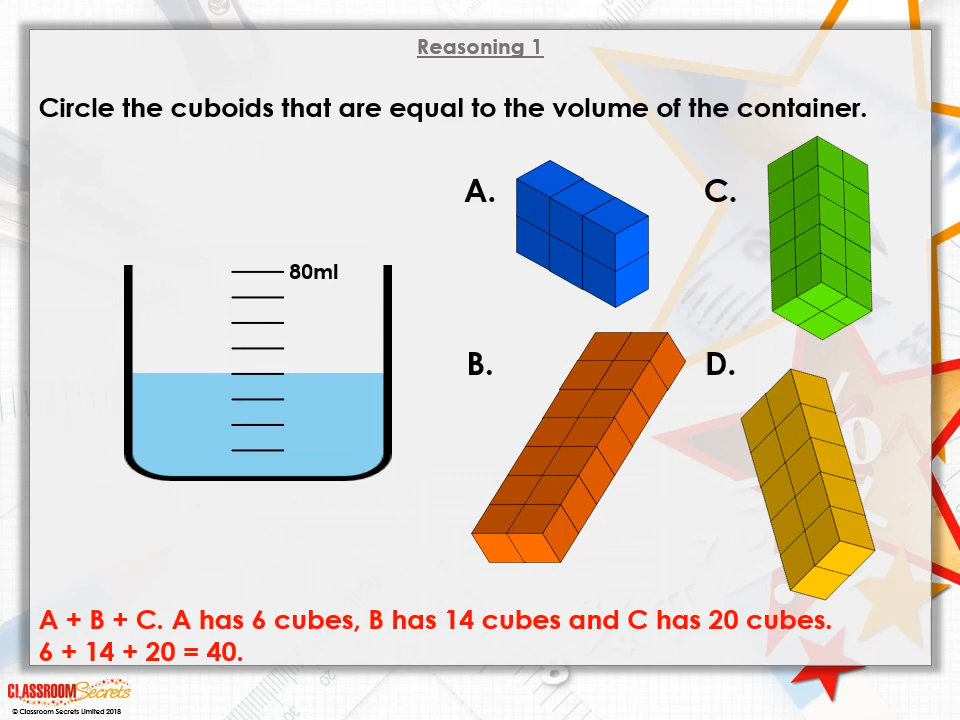 Reasoning 1
Circle the cuboids that are equal to the volume of the container.
A.
C.
80ml
B.
D.
A + B + C. A has 6 cubes, B has 14 cubes and C has 20 cubes.
6 + 14 + 20 = 40.
CLASSROOM Secrets
© Classroom Secrets Limited 2018